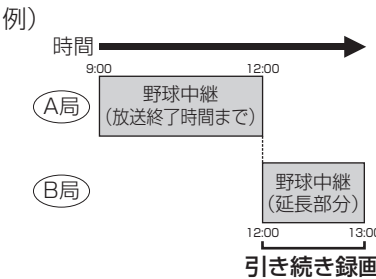 例）
時間
9:00 12:00
A局
野球中継
（放送終了時間まで）
B局
野球中継
（延長部分）
12:00 13:00
引き続き録画